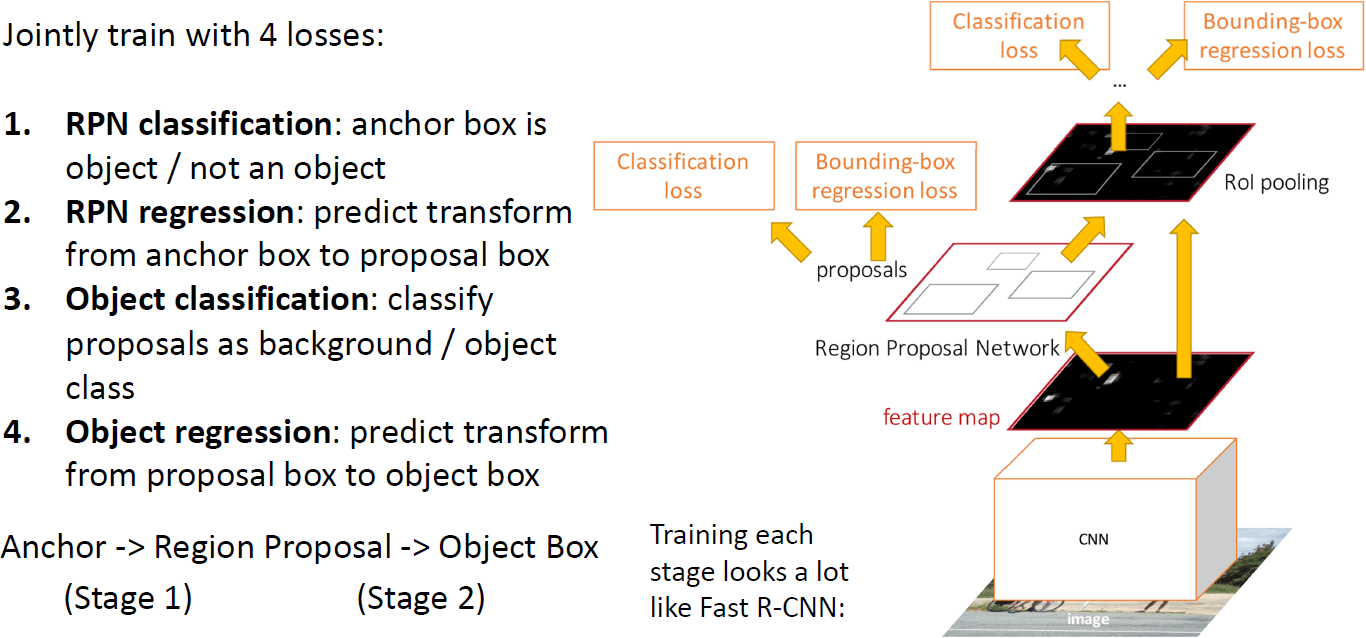 Jointly train with 4 losses:
1. RPN classification: anchor box is
object / not an object
2. RPN regression: predict transform
from anchor box to proposal box
3. Object classification: classify
proposals as background / object
class
4. Object regression: predict transform
from proposal box to object box
Anchor -> Region Proposal -> Object Box
(Stage 1) (Stage 2)
Training each
stage looks a lot
like Fast R-CNN:
Classification
loss
Bounding-box
regression loss
...
Classification
loss
Bounding-box
regression loss
RoI pooling
proposals
Region Proposal Network
feature map
CNN
image